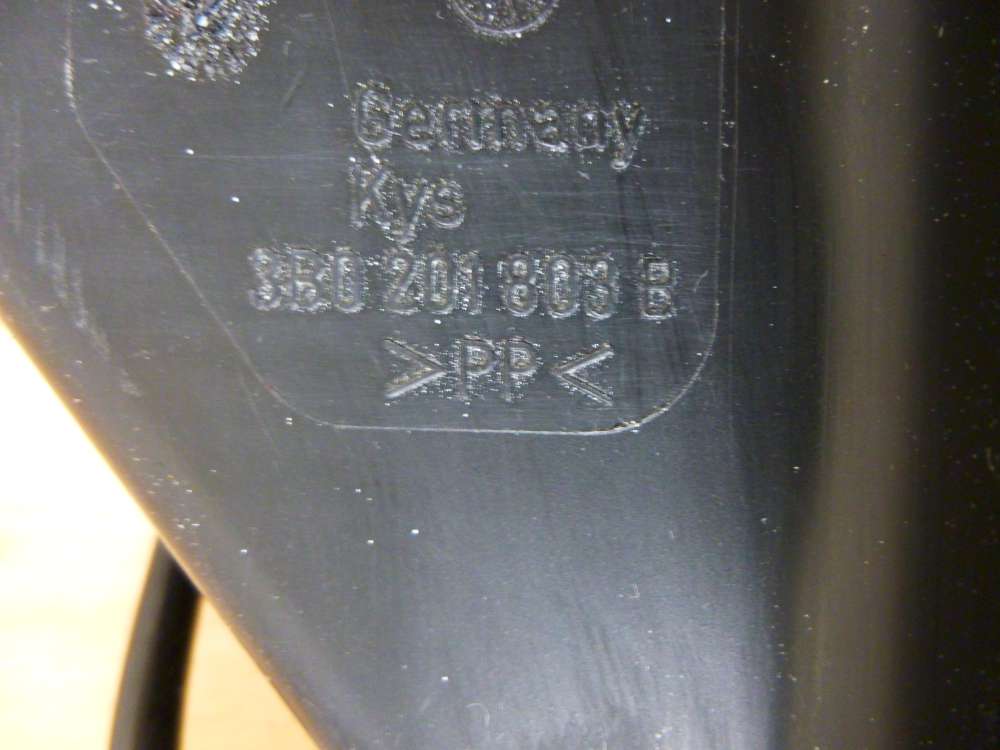 Germany
Kys
3B0 201 803 B
>PP<